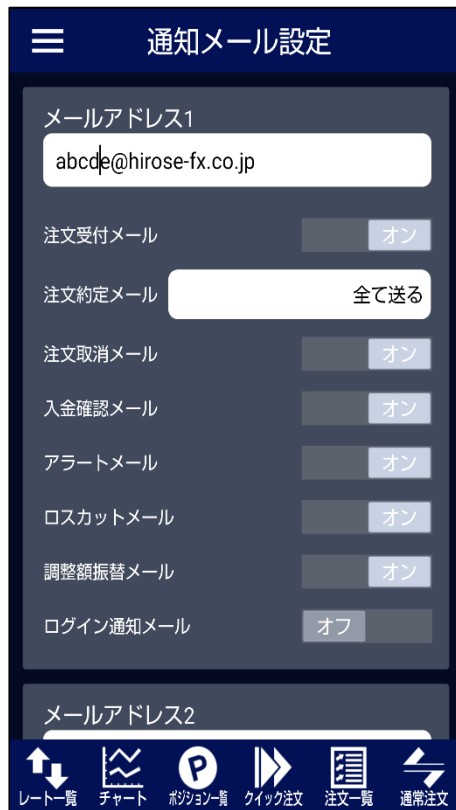 通知メール設定
メールアドレス1
abcde@hirose-fx.co.jp
注文受付メール オン
注文約定メール 全て送る
注文取消メール オン
入金確認メール オン
アラートメール オン
ロスカットメール オン
調整額振替メール オン
ログイン通知メール オフ
メールアドレス2
レート一覧 チャート P ポジション一覧 クイック注文 注文一覧 通常注文